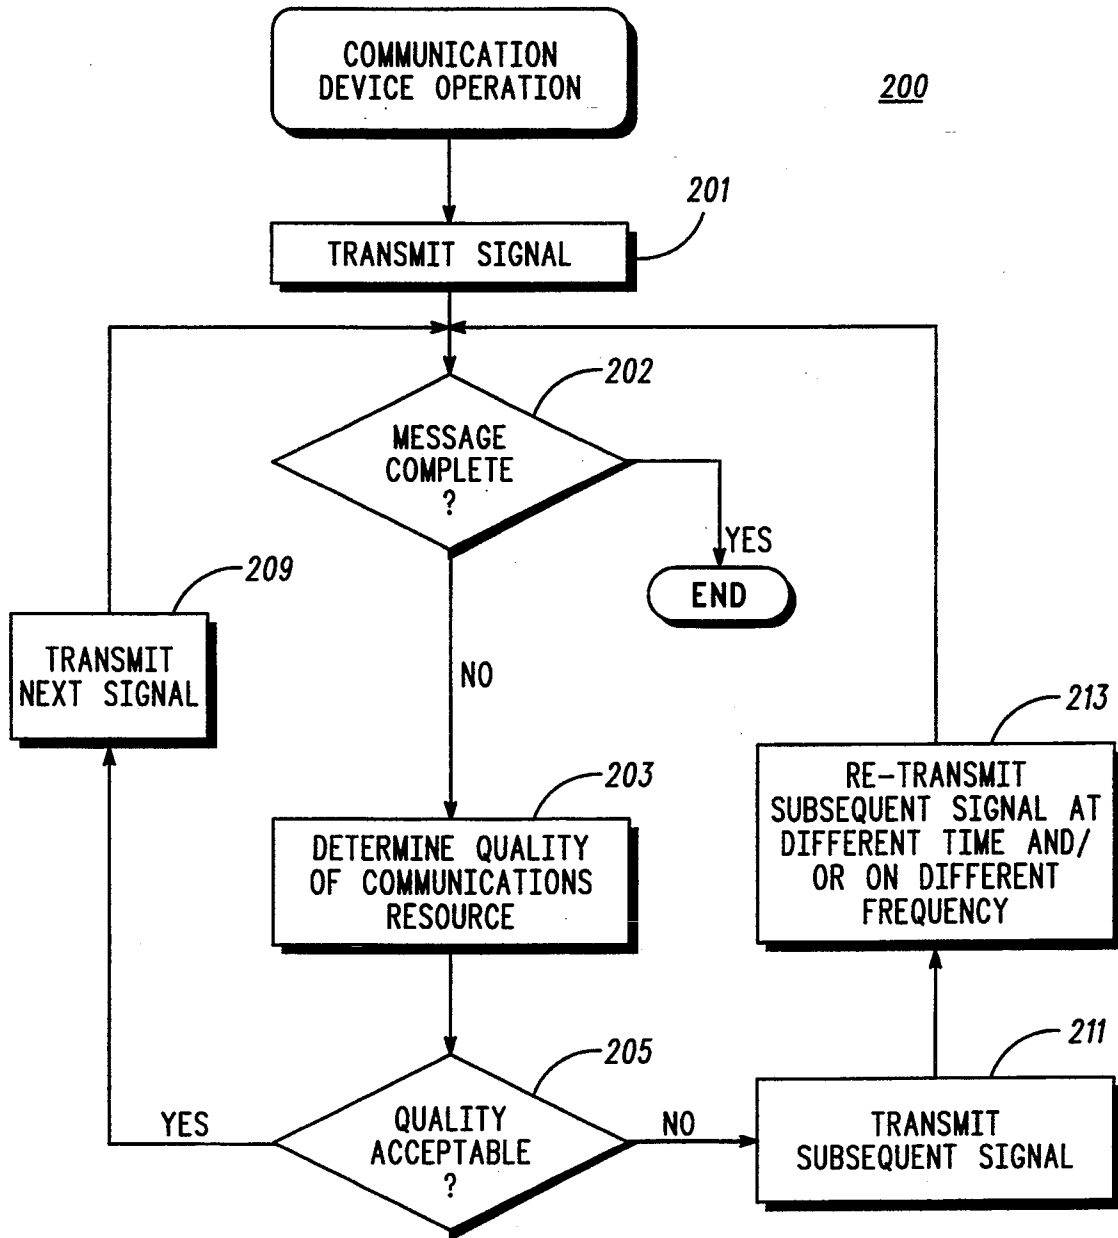 COMMUNICATION
DEVICE OPERATION
200
201
TRANSMIT SIGNAL
202
MESSAGE
COMPLETE
?
YES
END
209
TRANSMIT
NEXT SIGNAL
NO
213
RE-TRANSMIT
SUBSEQUENT SIGNAL AT
DIFFERENT TIME AND/
OR ON DIFFERENT
FREQUENCY
203
DETERMINE QUALITY
OF COMMUNICATIONS
RESOURCE
205
211
YES
QUALITY
ACCEPTABLE
?
NO
TRANSMIT
SUBSEQUENT SIGNAL